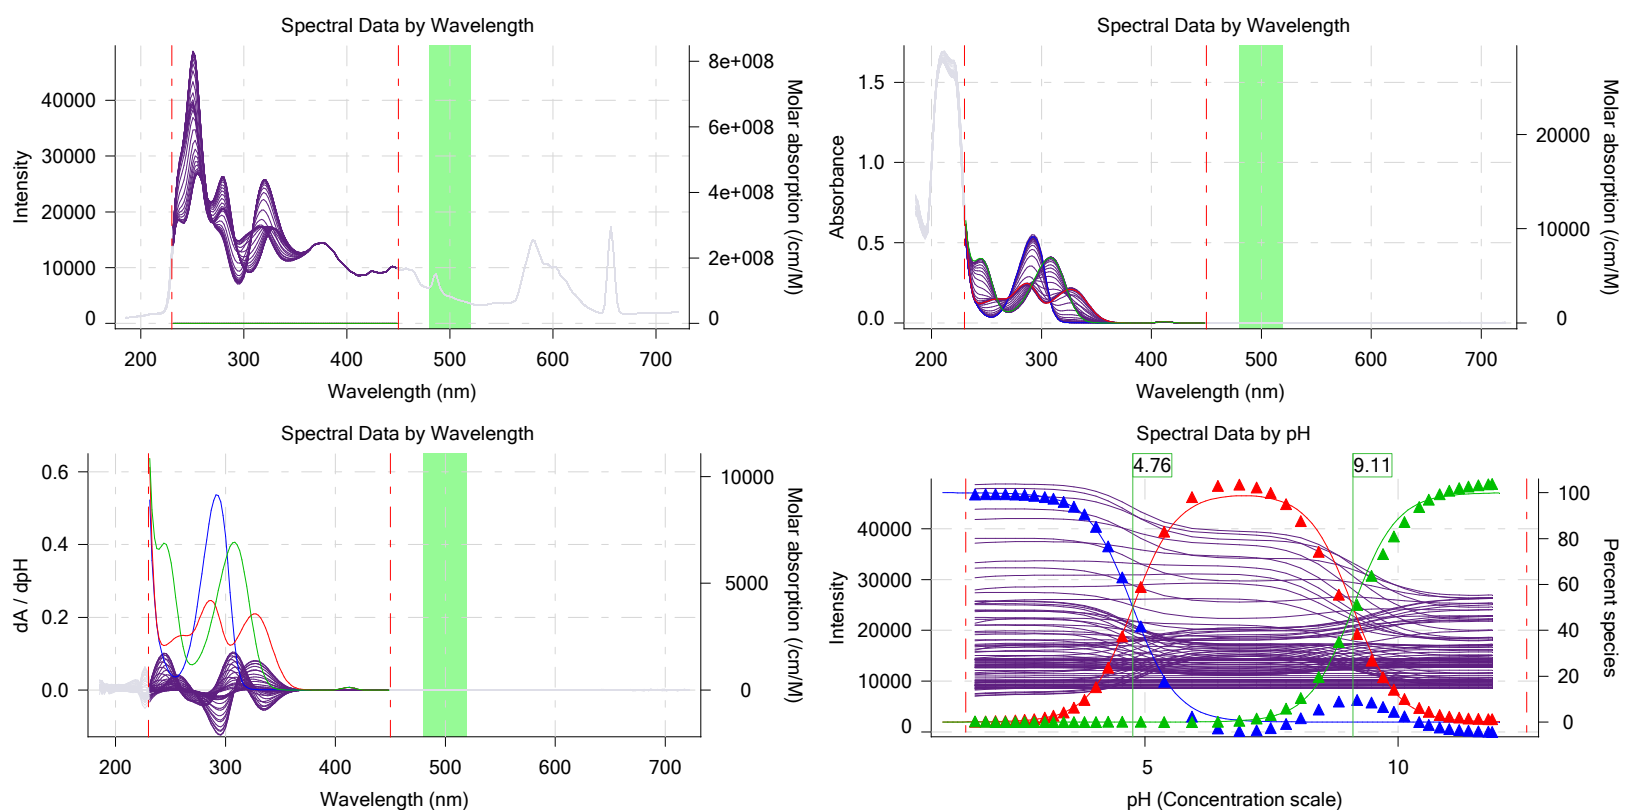 Spectral Data by Wavelength
Intensity
40000
30000
20000
10000
0
8e+008
6e+008
4e+008
2e+008
0
Molar absorption (/cm/M)
200 300 400 500 600 700
Wavelength (nm)
Spectral Data by Wavelength
Absorbance
1.5
1.0
0.5
0.0
20000
10000
0
Molar absorption (/cm/M)
200 300 400 500 600 700
Wavelength (nm)
Spectral Data by Wavelength
dA / dpH
0.6
0.4
0.2
0.0
10000
5000
0
Molar absorption (/cm/M)
200 300 400 500 600 700
Wavelength (nm)
Spectral Data by pH
4.76 9.11
Intensity
40000
30000
20000
10000
0
100
80
60
40
20
0
Percent species
5 10
pH (Concentration scale)